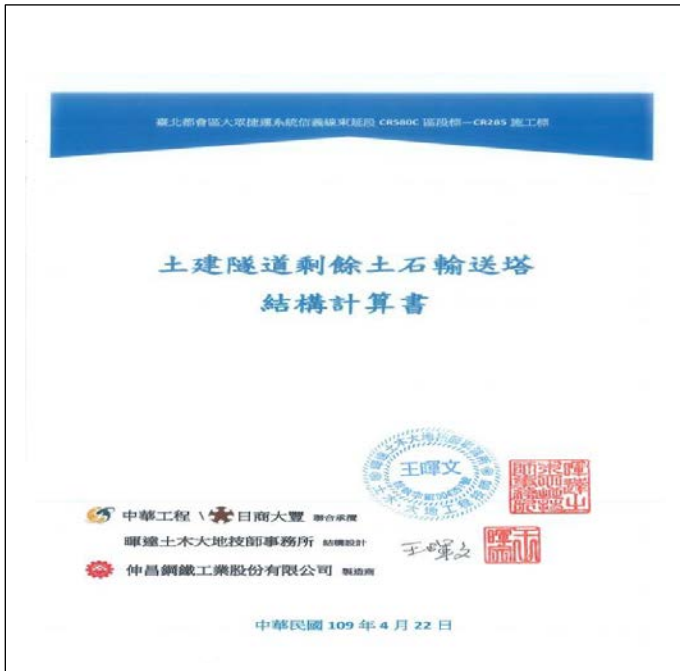 臺北都會區大眾捷運系統信義線東延段 CR580C 區段標－CR285 施工標
土建隧道剩餘土石輸送塔
結構計算書
王暉文
中華工程 \ 日商大豐 聯合承攬
暉達土木大地技師事務所 結構設計
王暉文
伸昌鋼鐵工業股份有限公司 製造商
中華民國 109 年 4 月 22 日